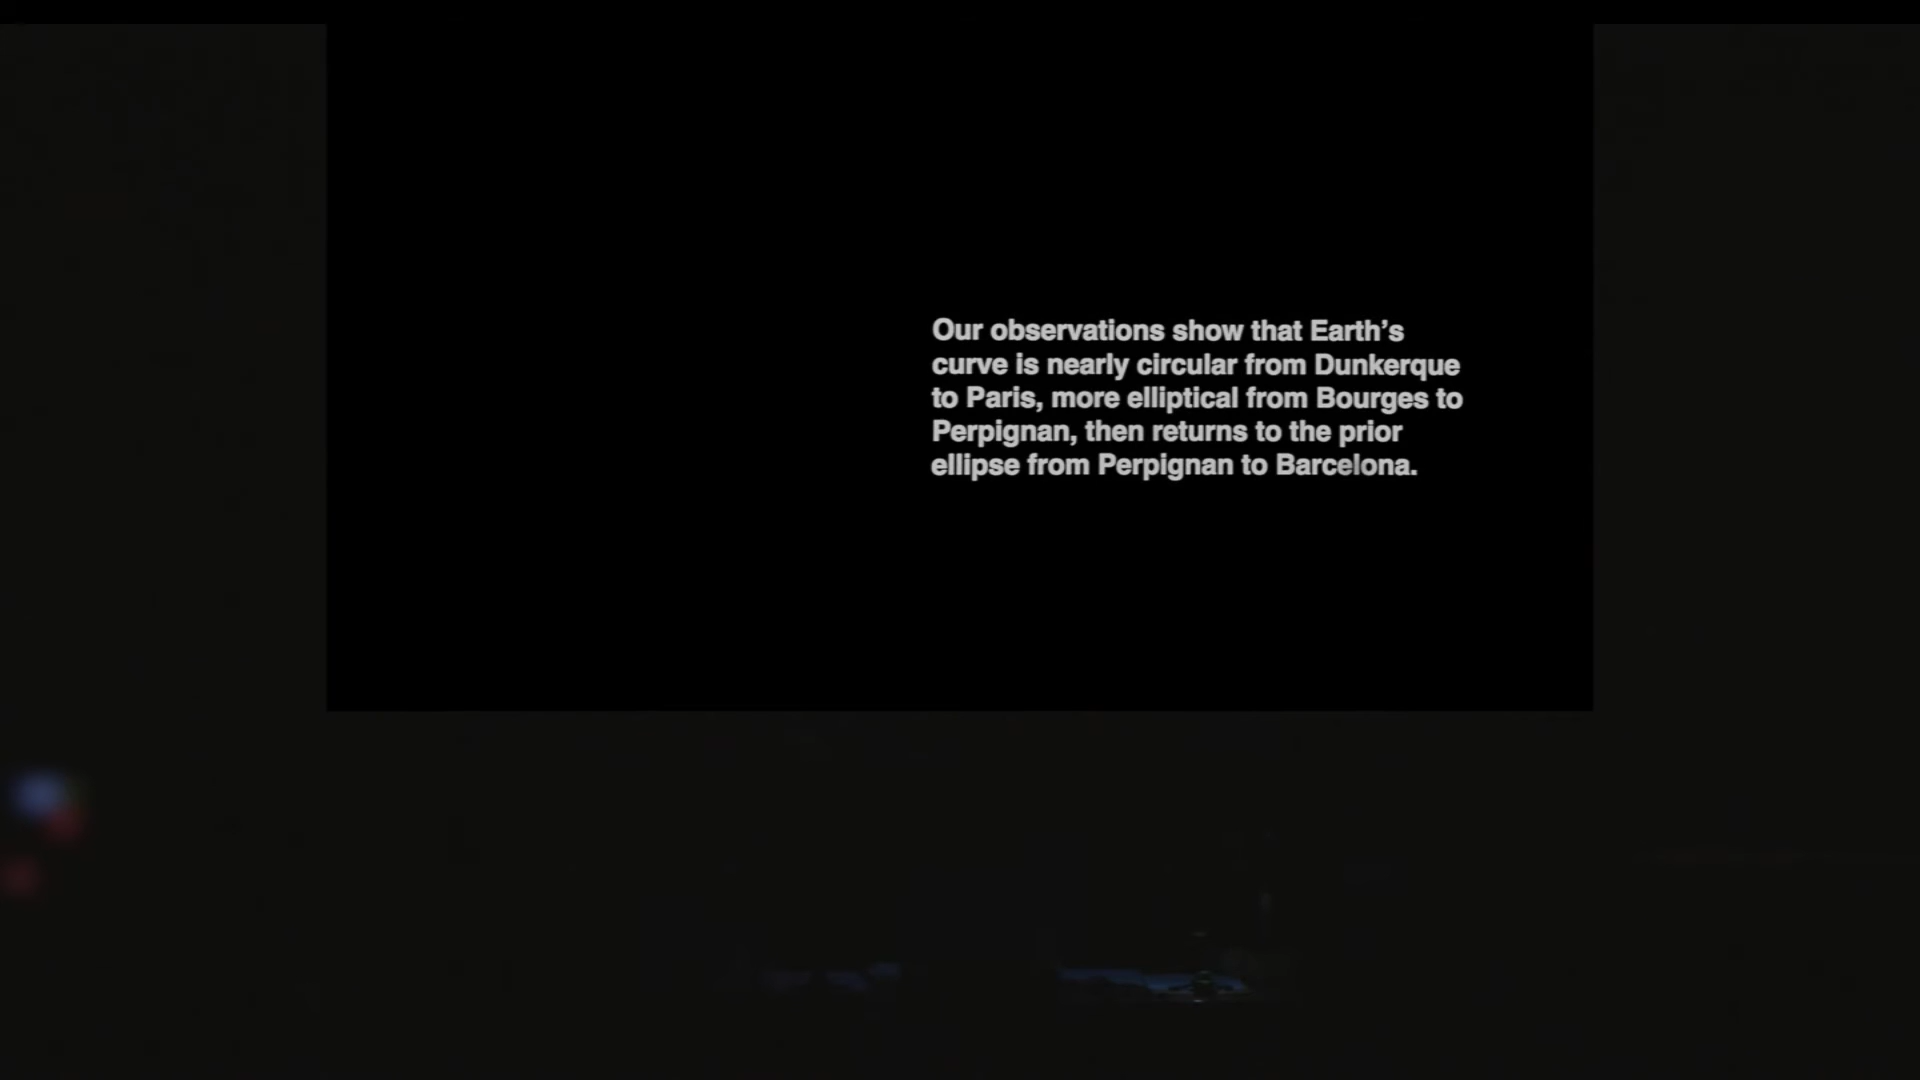 Our observations show that Earth’s
curve is nearly circular from Dunkerque
to Paris, more elliptical from Bourges to
Perpignan, then returns to the prior
ellipse from Perpignan to Barcelona.